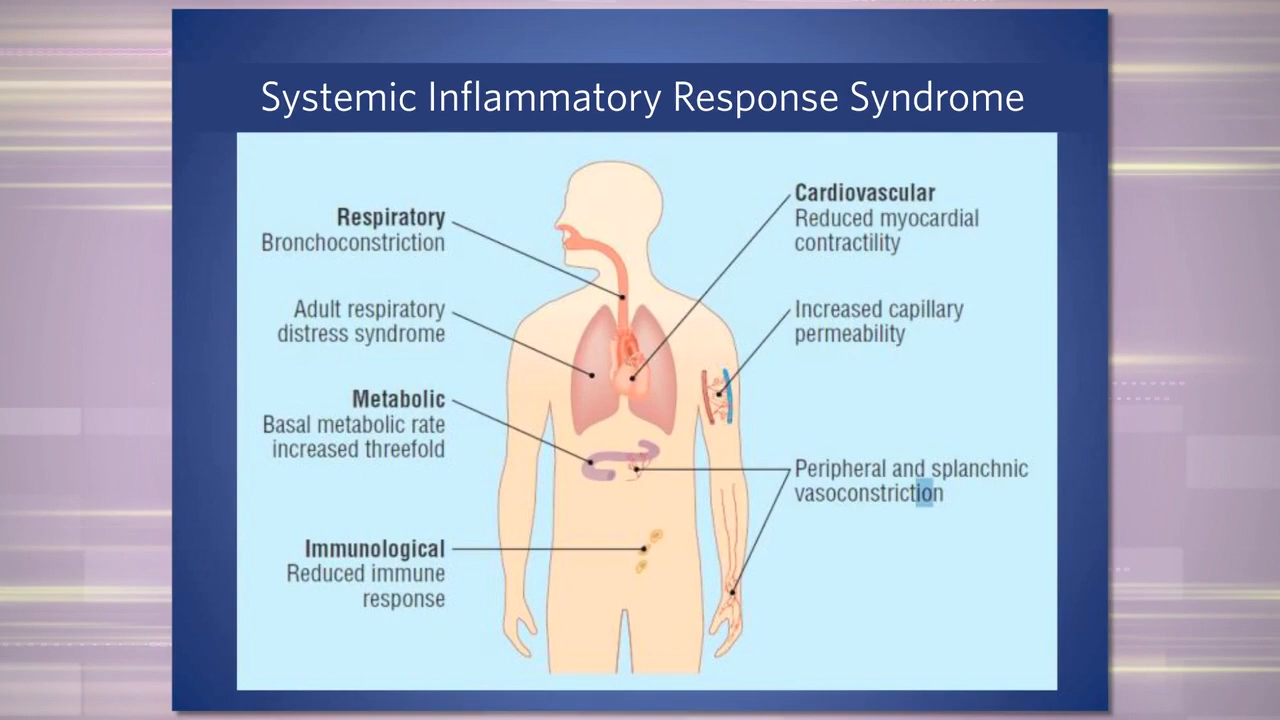 Systemic Inflammatory Response Syndrome
Respiratory
Bronchoconstriction
Adult respiratory
distress syndrome
Metabolic
Basal metabolic rate
increased threefold
Immunological
Reduced immune
response
Cardiovascular
Reduced myocardial
contractility
Increased capillary
permeability
Peripheral and splanchnic
vasoconstriction